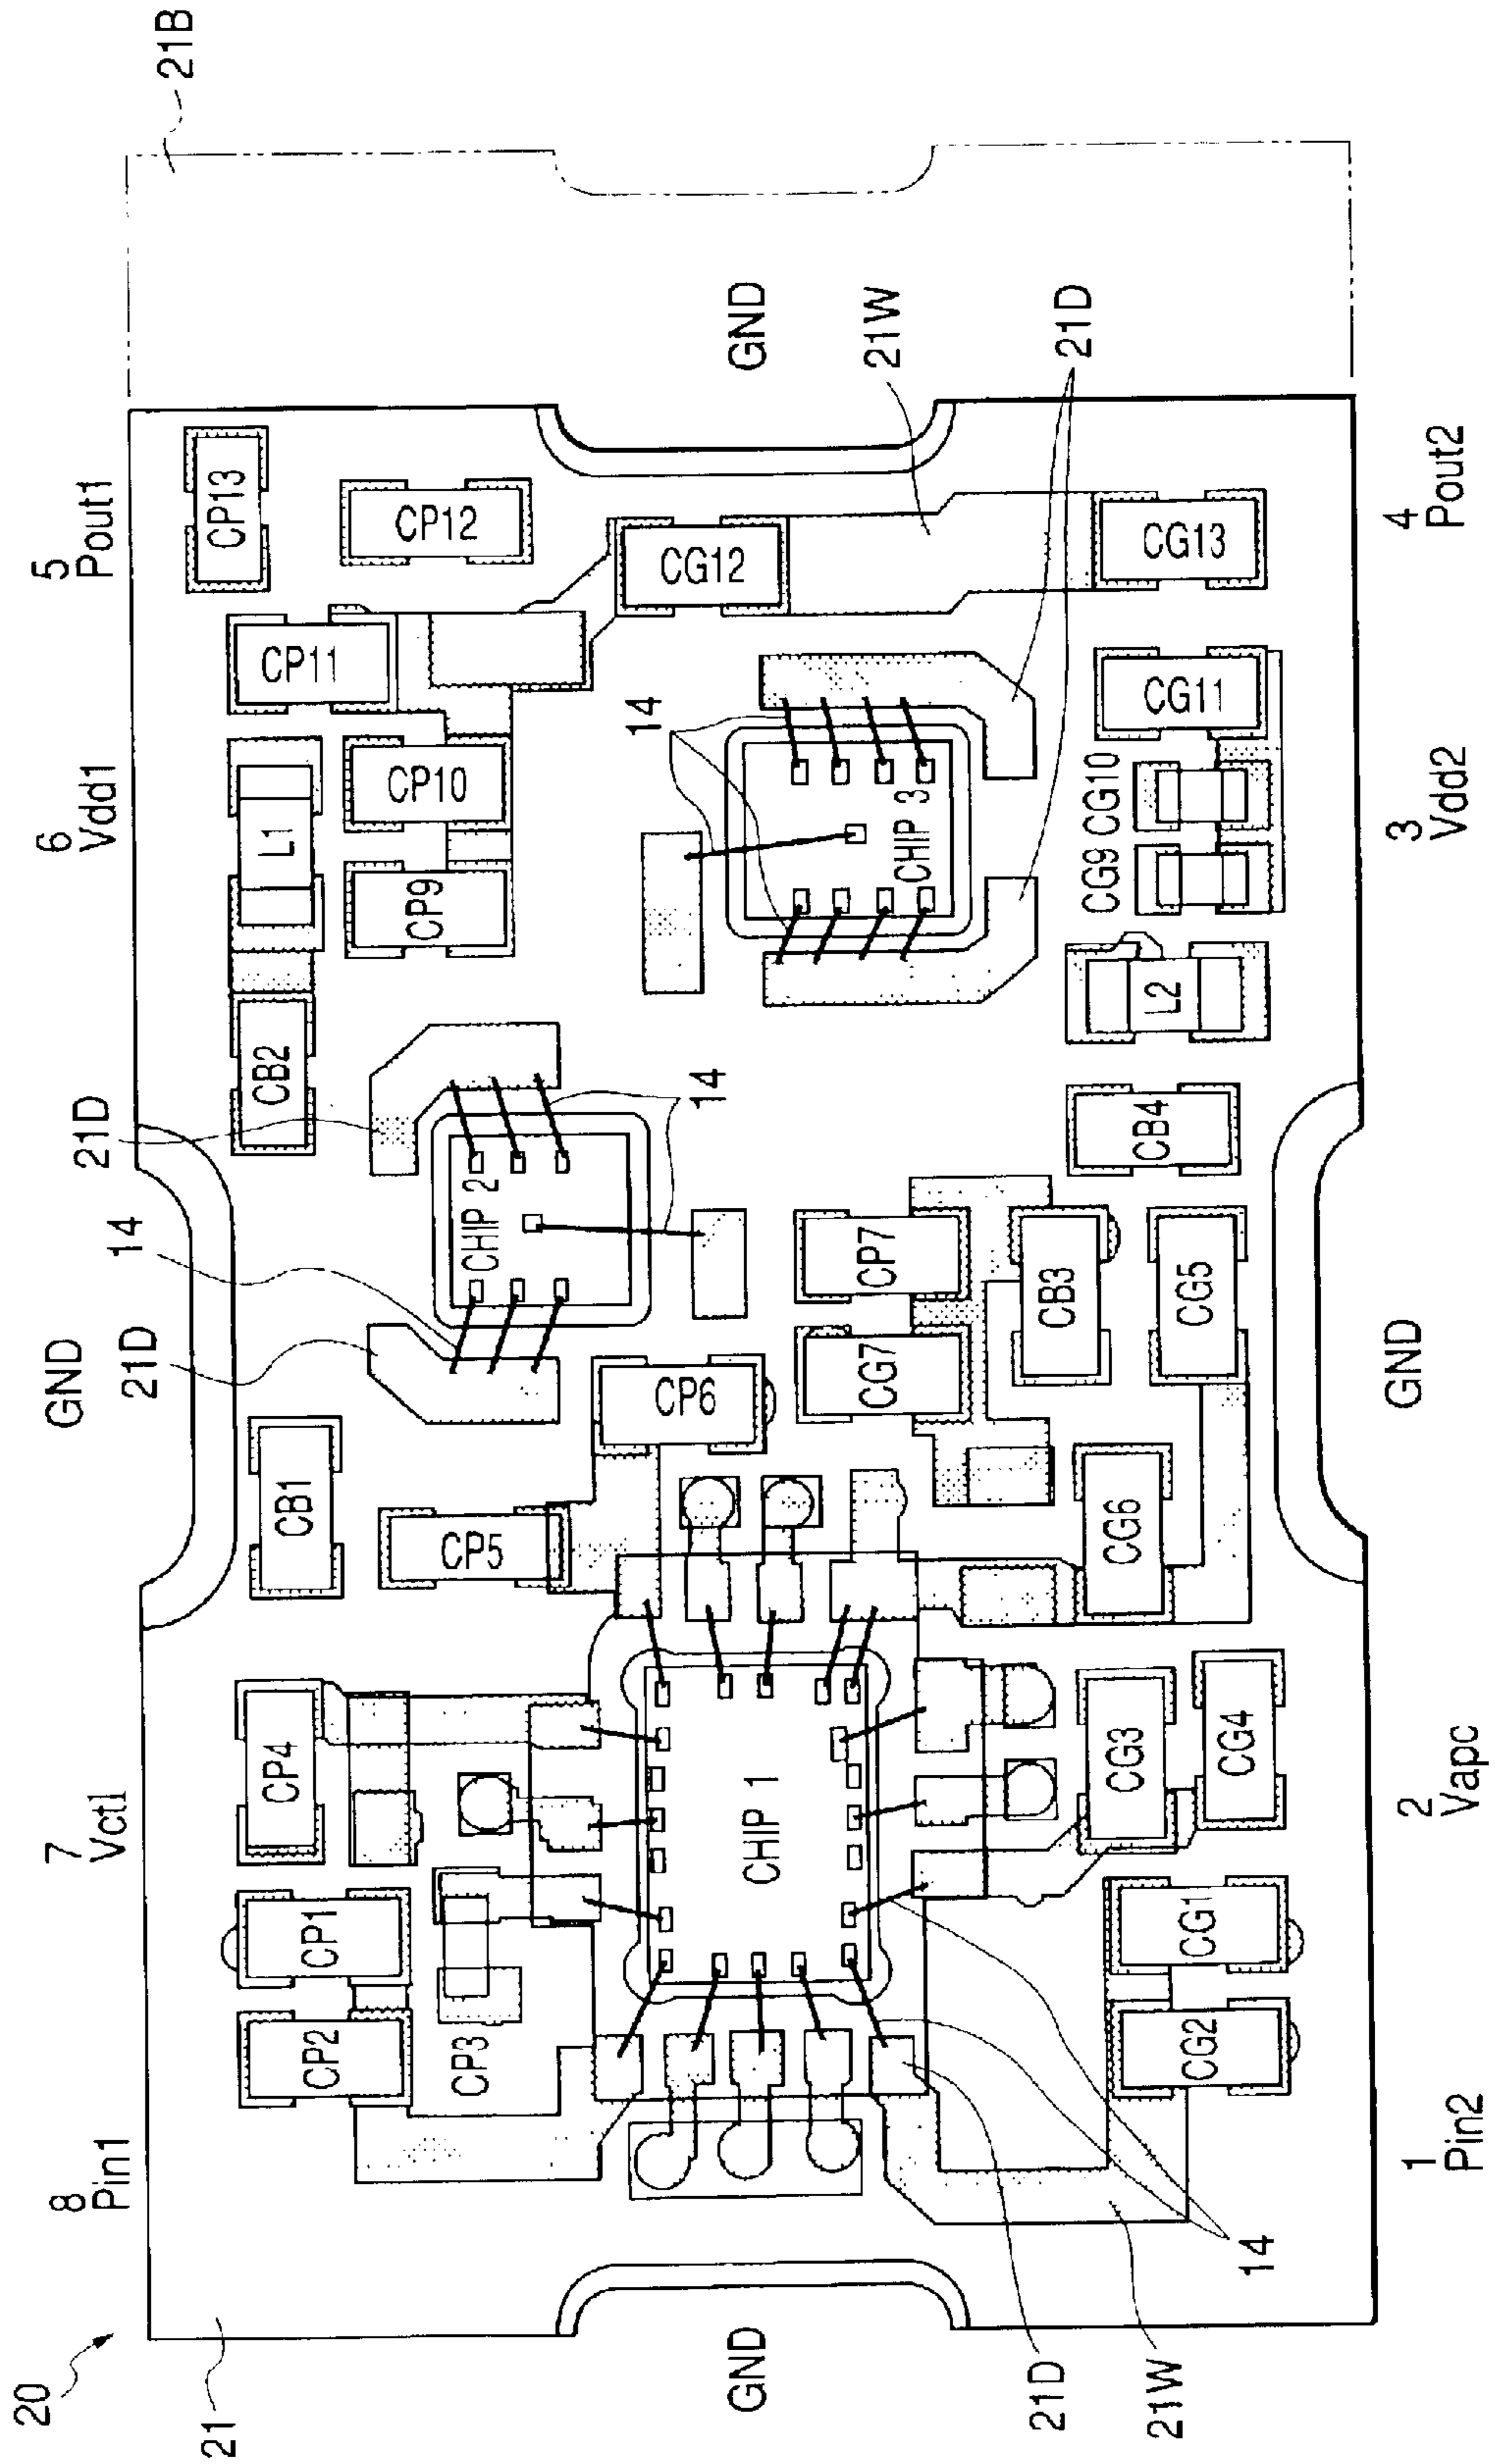 20
21
8
Pin1
7
Vctl
GND
6
Vdd1
5
Pout1
21B
CP2
CP1
CP4
CB1
CB2
L1
CP11
CP13
CP3
CP5
CP9
CP10
CP12
21D
14
21D
CHIP 2
14
CP6
14
CG12
GND
GND
CHIP 1
CG7
CP7
CHIP 3
21W
21D
CB3
CG9
CG10
CG2
CG1
CG3
CG4
CG6
CG5
CB4
L2
CG11
CG13
21D
21W
14
1
Pin2
2
Vapc
GND
3
Vdd2
4
Pout2